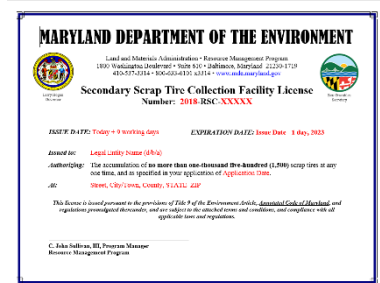 MARYLAND DEPARTMENT OF THE ENVIRONMENT
Land and Materials Administration • Resource Management Program
1800 Washington Boulevard • Suite 610 • Baltimore, Maryland 21230-1719
410-537-3314 • 800-633-6101 x3314 • www.mde.maryland.gov
Secondary Scrap Tire Collection Facility License
Number: 2018-RSC-XXXXX
Larry Hogan
Governor
Secretary
ISSUE DATE: Today + 9 working days
EXPIRATION DATE: Issue Date 1 day, 2023
Issued to: Legal Entity Name (d/b/a)
Authorizing: The accumulation of no more than one-thousand five-hundred (1,500) scrap tires at any
one time, and as specified in your application of Application Date.
At: Street, City/Town, County, STATE ZIP
This license is issued pursuant to the provisions of Title 9 of the Environment Article, Annotated Code of Maryland, and
regulations promulgated thereunder, and are subject to the attached terms and conditions, and compliance with all
applicable laws and regulations.
C. John Sullivan, III, Program Manager
Resource Management Program